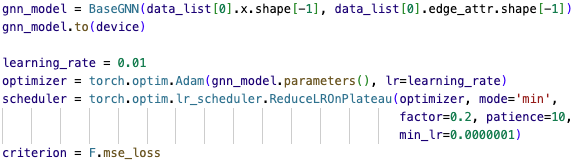 gnn_model = BaseGNN(data_list[0].x.shape[-1], data_list[0].edge_attr.shape[-1])
gnn_model.to(device)
learning_rate = 0.01
optimizer = torch.optim.Adam(gnn_model.parameters(), lr=learning_rate)
scheduler = torch.optim.lr_scheduler.ReduceLROnPlateau(optimizer, mode='min',
factor=0.2, patience=10,
min_lr=0.0000001)
criterion = F.mse_loss